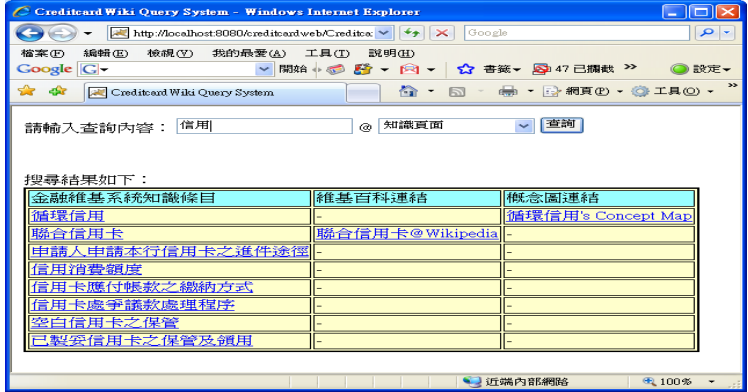 Creditcard Wiki Query System - Windows Internet Explorer
http://localhost:8080/creditcardweb/Creditca Google
檔案(F) 編輯(E) 檢視(V) 我的最愛(A) 工具(T) 說明(H)
Google G 開始 書籤 47 已攔截 » 設定
Creditcard Wiki Query System 網頁(P) 工具(O) »
請輸入查詢內容： 信用 @ 知識頁面 查詢
搜尋結果如下：
金融維基系統知識條目 維基百科連結 概念圖連結
循環信用 - 循環信用's Concept Map
聯合信用卡 聯合信用卡@Wikipedia -
申請人申請本行信用卡之進件途徑 - -
信用消費額度 - -
信用卡應付帳款之繳納方式 - -
信用卡處爭議款處理程序 - -
空白信用卡之保管 - -
已製妥信用卡之保管及領用 - -
近端內部網路 100%